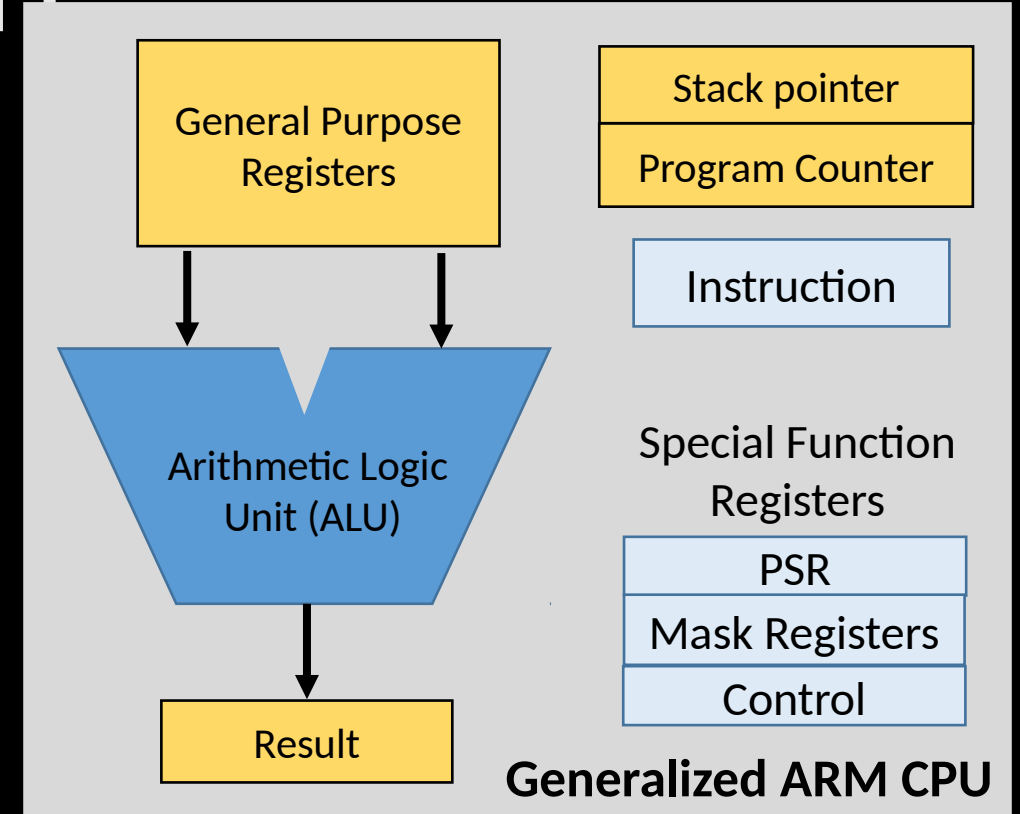 General Purpose
Registers
Stack pointer
Program Counter
Instruction
Arithmetic Logic
Unit (ALU)
Special Function
Registers
PSR
Mask Registers
Control
Result
Generalized ARM CPU